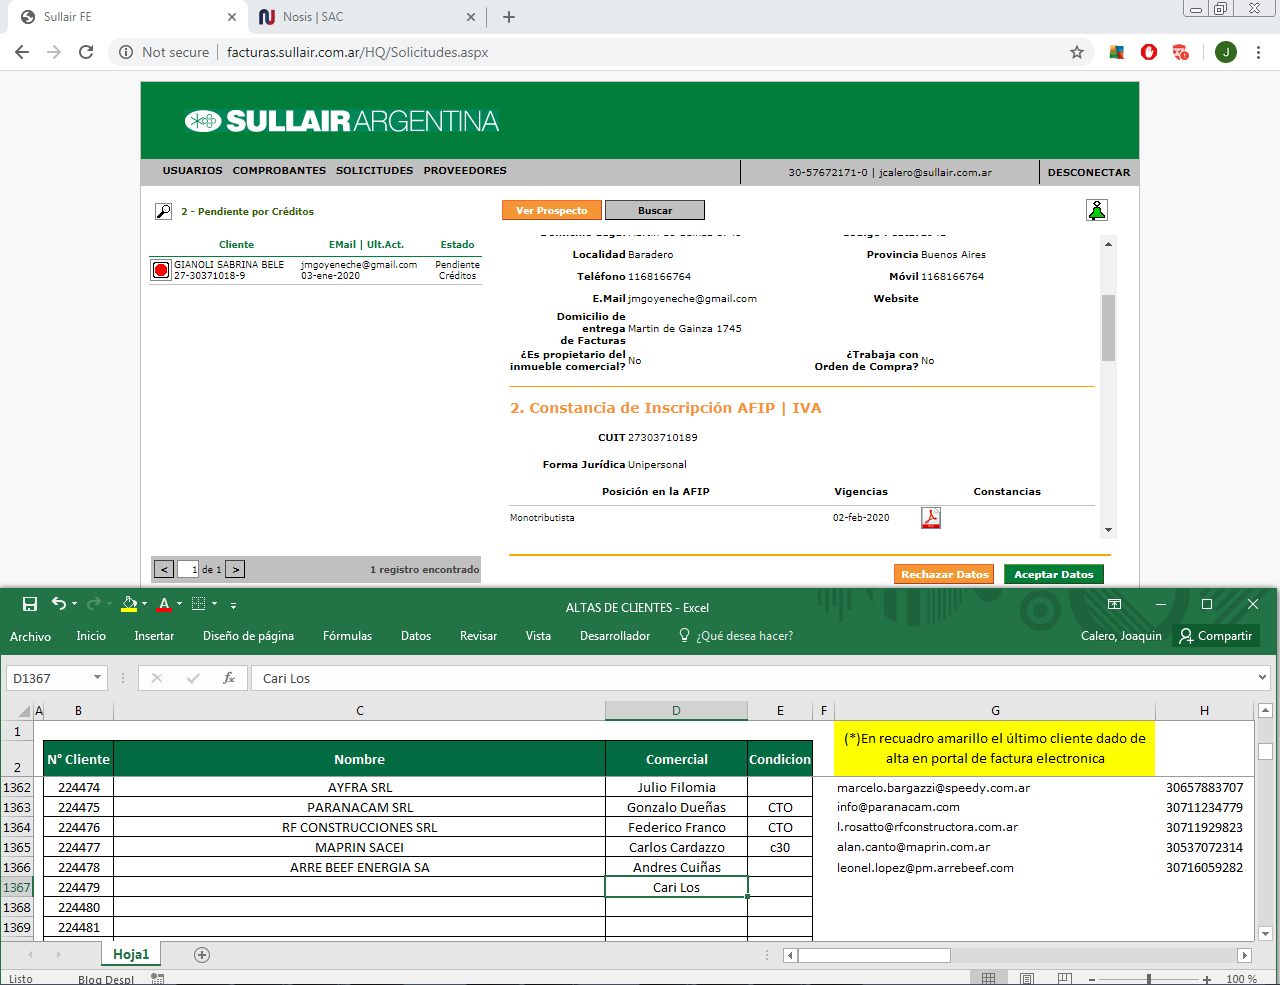 Sullair FE
Nosis | SAC
Not secure
facturas.sullair.com.ar/HQ/Solicitudes.aspx
J
SULLAIR ARGENTINA
USUARIOS COMPROBANTES SOLICITUDES PROVEEDORES
30-57672171-0 | jcalero@sullair.com.ar
DESCONECTAR
2 - Pendiente por Créditos
Ver Prospecto
Buscar
Cliente EMail | Ult.Act. Estado
GIANOLI SABRINA BELE jmgoyeneche@gmail.com Pendiente
27-30371018-9 03-ene-2020 Créditos
Localidad Baradero Provincia Buenos Aires
Teléfono 1168166764 Móvil 1168166764
E.Mail jmgoyeneche@gmail.com Website
Domicilio de
entrega Martin de Gainza 1745
de Facturas
¿Es propietario del No ¿Trabaja con No
inmueble comercial? Orden de Compra?
2. Constancia de Inscripción AFIP | IVA
CUIT 27303710189
Forma Jurídica Unipersonal
Posición en la AFIP Vigencias Constancias
Monotributista 02-feb-2020
< 1 de 1 > 1 registro encontrado
Rechazar Datos Aceptar Datos
ALTAS DE CLIENTES - Excel
Archivo Inicio Insertar Diseño de página Fórmulas Datos Revisar Vista Desarrollador ¿Qué desea hacer? Calero, Joaquin Compartir
D1367 fx Cari Los
A B C D E F G H
1 (*)En recuadro amarillo el último cliente dado de
2 N° Cliente Nombre Comercial Condicion alta en portal de factura electronica
1362 224474 AYFRA SRL Julio Filomia marcelo.bargazzi@speedy.com.ar 30657883707
1363 224475 PARANACAM SRL Gonzalo Dueñas CTO info@paranacam.com 30711234779
1364 224476 RF CONSTRUCCIONES SRL Federico Franco CTO l.rosatto@rfconstructora.com.ar 30711929823
1365 224477 MAPRIN SACEI Carlos Cardazzo c30 alan.canto@maprin.com.ar 30537072314
1366 224478 ARRE BEEF ENERGIA SA Andres Cuiñas leonel.lopez@pm.arrebeef.com 30716059282
1367 224479 Cari Los
1368 224480
1369 224481
Hoja1
Listo Bloq Despl 100 %